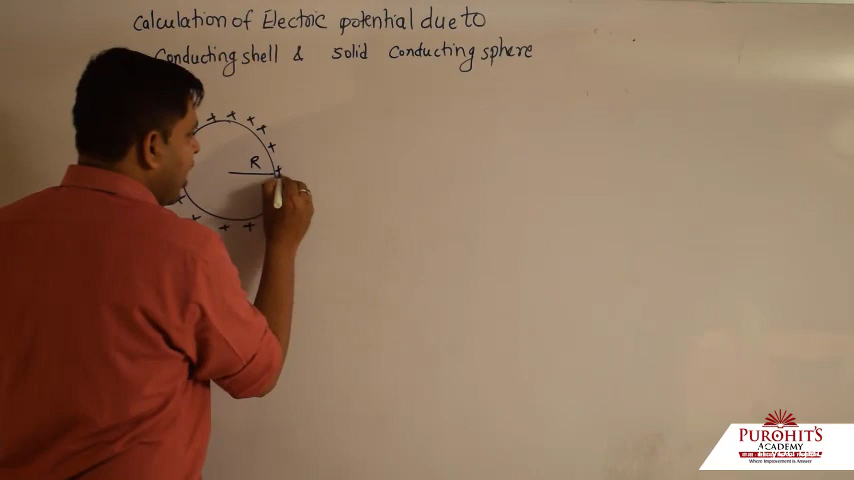 Calculation of Electric potential due to
Conducting shell & solid Conducting sphere
+ + + + + +
R
+ + + +
PUROHIT'S
ACADEMY
Where Improvement is Answer